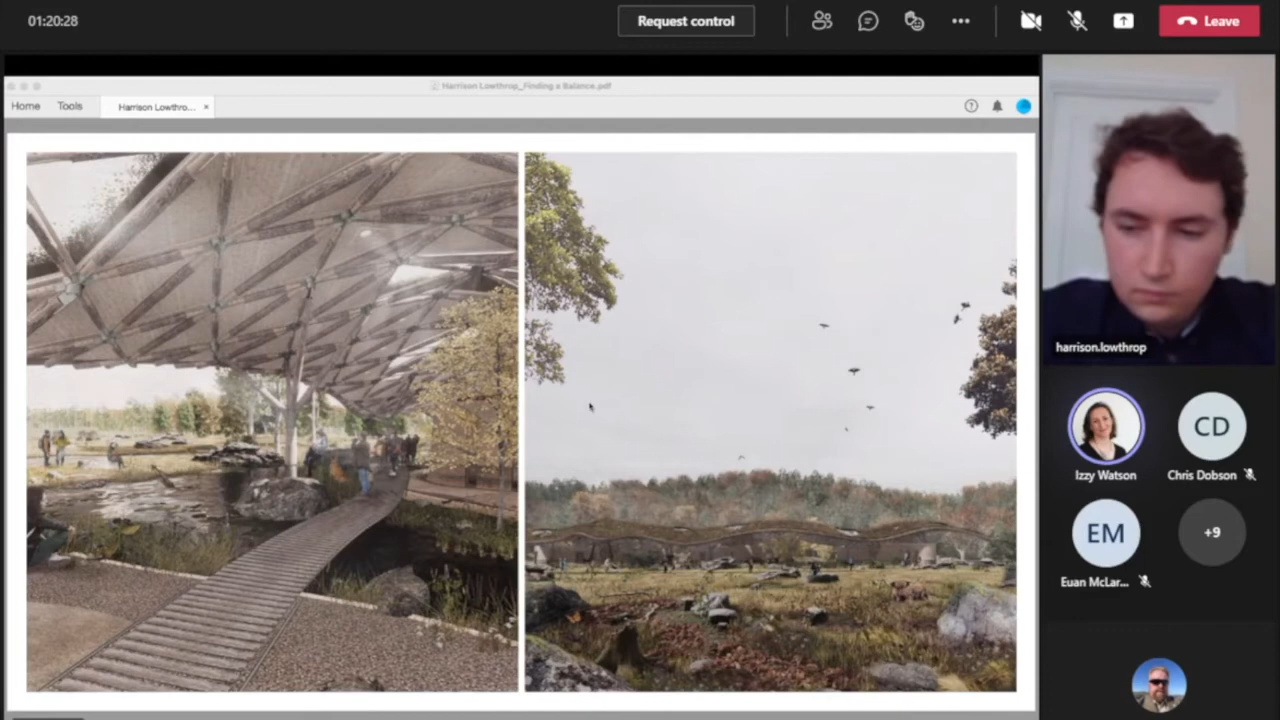 01:20:28
Request control
Leave
Harrison Lowthrop_Finding a Balance.pdf
Home
Tools
Harrison Lowthro...
harrison.lowthrop
CD
Izzy Watson
Chris Dobson
EM
+9
Euan McLar...